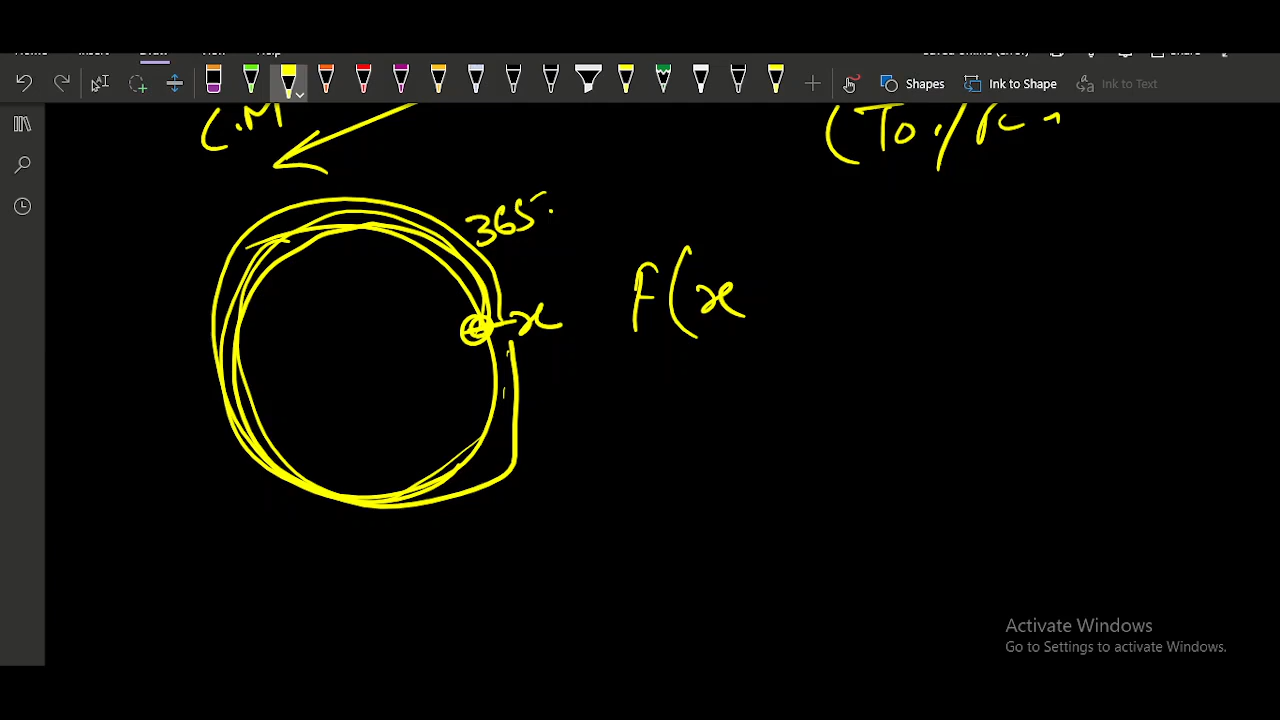 Shapes
Ink to Shape
Ink to Text
C.M
365.
x
F(x
Activate Windows
Go to Settings to activate Windows.